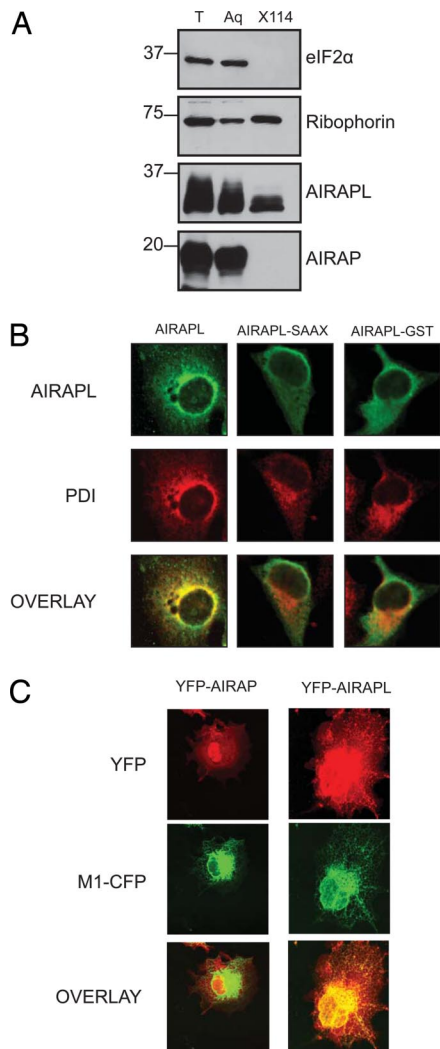 A
T Aq X114
37 eIF2α
75 Ribophorin
37 AIRAPL
20 AIRAP
B
AIRAPL AIRAPL-SAAX AIRAPL-GST
AIRAPL
PDI
OVERLAY
C
YFP-AIRAP YFP-AIRAPL
YFP
M1-CFP
OVERLAY